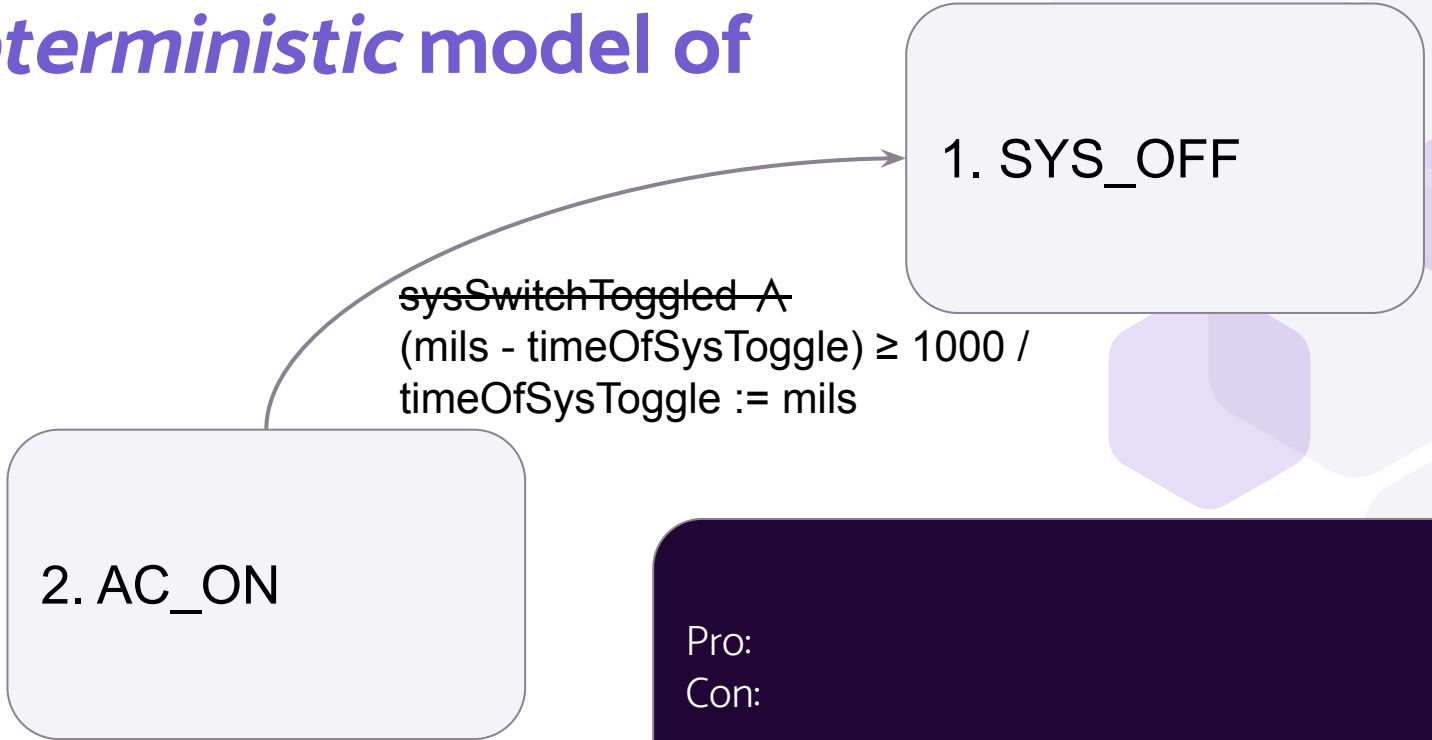 terministic model of
1. SYS_OFF
sysSwitchToggled ∧
(mils - timeOfSysToggle) ≥ 1000 /
timeOfSysToggle := mils
2. AC_ON
Pro:
Con: